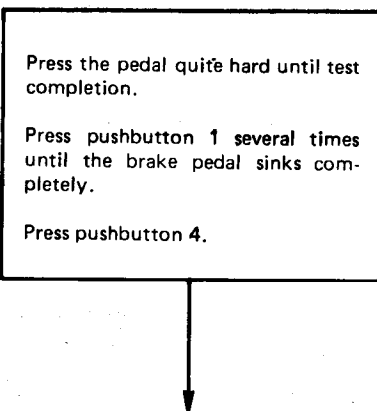 Press the pedal quite hard until test
completion.
Press pushbutton 1 several times
until the brake pedal sinks com-
pletely.
Press pushbutton 4.